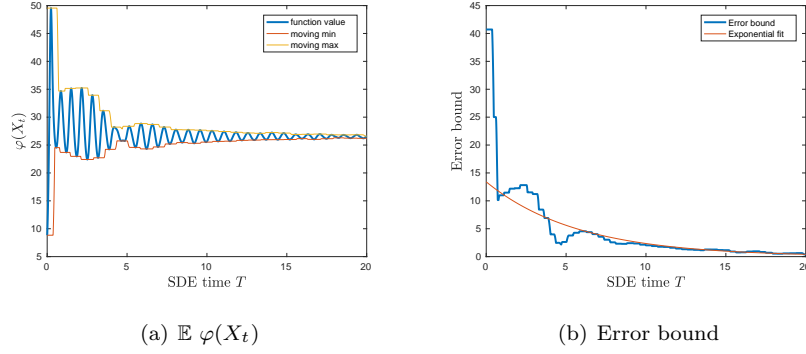 50
45
40
35
30
25
20
15
10
5
φ(X_t)
0
5
10
15
20
SDE time T
function value
moving min
moving max
(a) 𝔼 φ(X_t)
45
40
35
30
25
20
15
10
5
0
Error bound
0
5
10
15
20
SDE time T
Error bound
Exponential fit
(b) Error bound